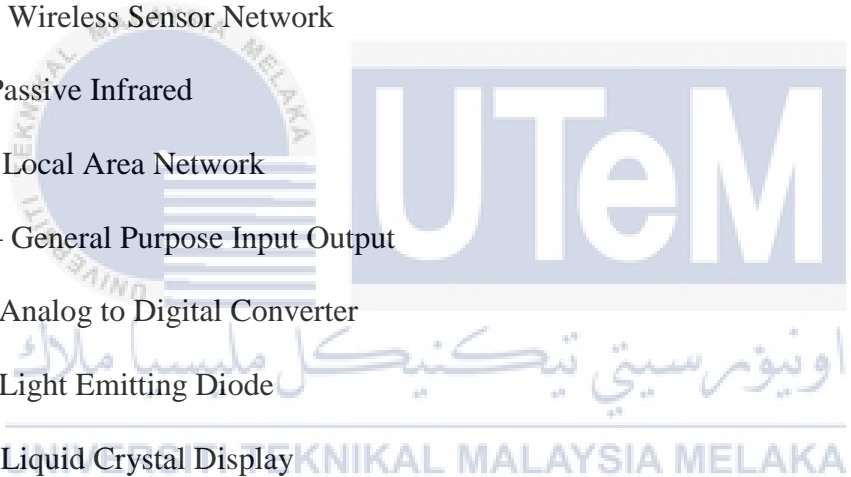 Wireless Sensor Network
Passive Infrared
Local Area Network
- General Purpose Input Output
Analog to Digital Converter
Light Emitting Diode
Liquid Crystal Display
UTeM
اونيۏرسيتي تيكنيكل مليسيا ملاك
UNIVERSITI TEKNIKAL MALAYSIA MELAKA